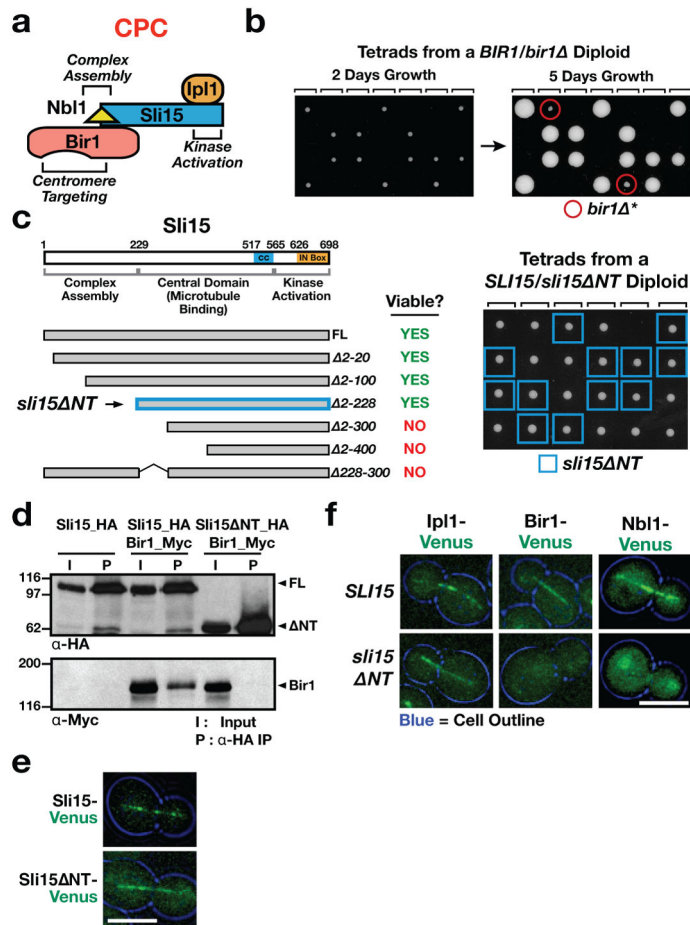 a
CPC
Complex
Assembly
Nbl1
Ipl1
Sli15
Bir1
Kinase
Activation
Centromere
Targeting
b
Tetrads from a BIR1/bir1Δ Diploid
2 Days Growth
5 Days Growth
bir1Δ*
c
Sli15
1 229 517 565 626 698
cc IN Box
Complex
Assembly
Central Domain
(Microtubule
Binding)
Kinase
Activation
Viable?
FL YES
Δ2-20 YES
Δ2-100 YES
sli15ΔNT Δ2-228 YES
Δ2-300 NO
Δ2-400 NO
Δ228-300 NO
Tetrads from a
SLI15/sli15ΔNT Diploid
sli15ΔNT
d
Sli15_HA Sli15_HA Sli15ΔNT_HA
Bir1_Myc Bir1_Myc
I P I P I P
116
97
62
FL
ΔNT
α-HA
200
116
Bir1
α-Myc
I : Input
P : α-HA IP
e
Sli15-
Venus
Sli15ΔNT-
Venus
f
Ipl1-
Venus
Bir1-
Venus
Nbl1-
Venus
SLI15
sli15
ΔNT
Blue = Cell Outline